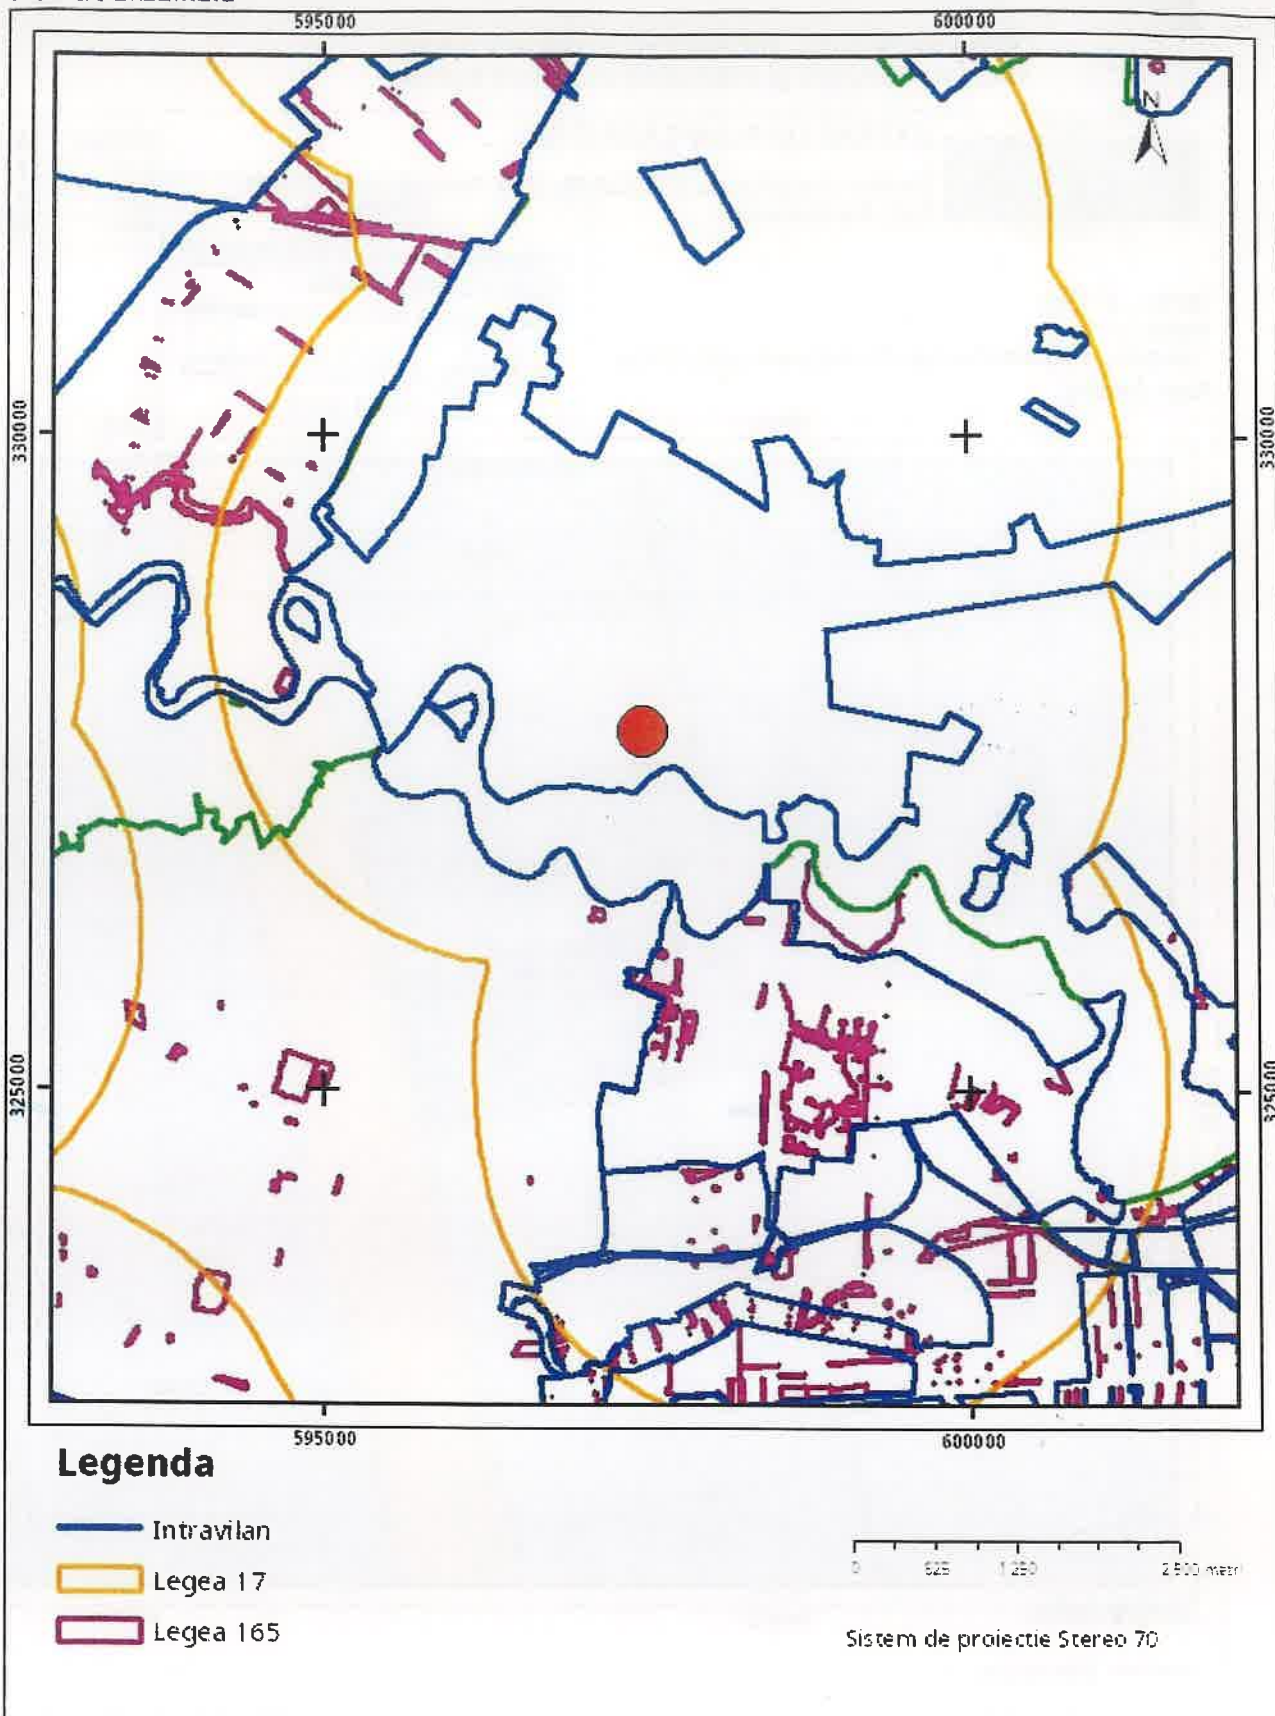 595000 600000
N
330000 330000
325000 325000
595000 600000
Legenda
Intravilan
Legea 17
Legea 165
0 625 1 250 2 500 metri
Sistem de proiectie Stereo 70